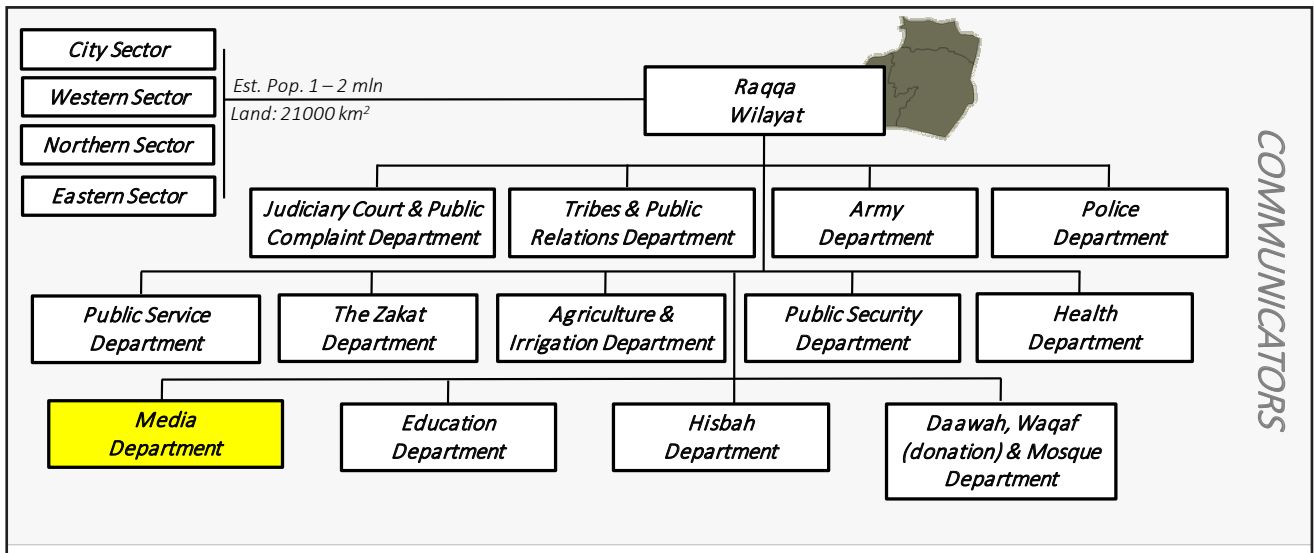 City Sector
Western Sector
Northern Sector
Eastern Sector
Est. Pop. 1 – 2 mln
Land: 21000 km²
Raqqa
Wilayat
COMMUNICATORS
Judiciary Court & Public
Complaint Department
Tribes & Public
Relations Department
Army
Department
Police
Department
Public Service
Department
The Zakat
Department
Agriculture &
Irrigation Department
Public Security
Department
Health
Department
Media
Department
Education
Department
Hisbah
Department
Daawah, Waqaf
(donation) & Mosque
Department